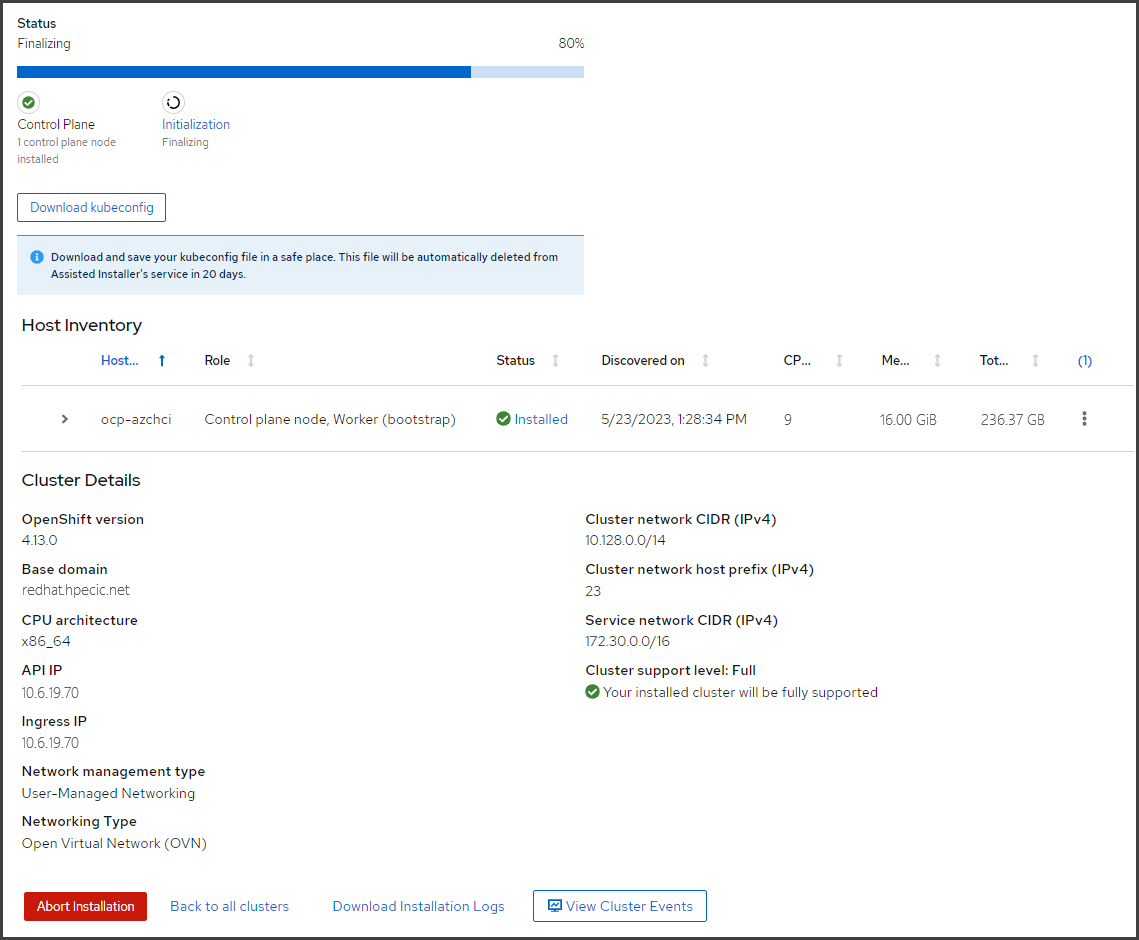 Status
Finalizing 80%
Control Plane Initialization
1 control plane node Finalizing
installed
Download kubeconfig
Download and save your kubeconfig file in a safe place. This file will be automatically deleted from
Assisted Installer's service in 20 days.
Host Inventory
Host... Role Status Discovered on CP... Me... Tot... (1)
ocp-azchci Control plane node, Worker (bootstrap) Installed 5/23/2023, 1:28:34 PM 9 16.00 GiB 236.37 GB
Cluster Details
OpenShift version Cluster network CIDR (IPv4)
4.13.0 10.128.0.0/14
Base domain Cluster network host prefix (IPv4)
redhat.hpecic.net 23
CPU architecture Service network CIDR (IPv4)
x86_64 172.30.0.0/16
API IP Cluster support level: Full
10.6.19.70 Your installed cluster will be fully supported
Ingress IP
10.6.19.70
Network management type
User-Managed Networking
Networking Type
Open Virtual Network (OVN)
Abort Installation Back to all clusters Download Installation Logs View Cluster Events